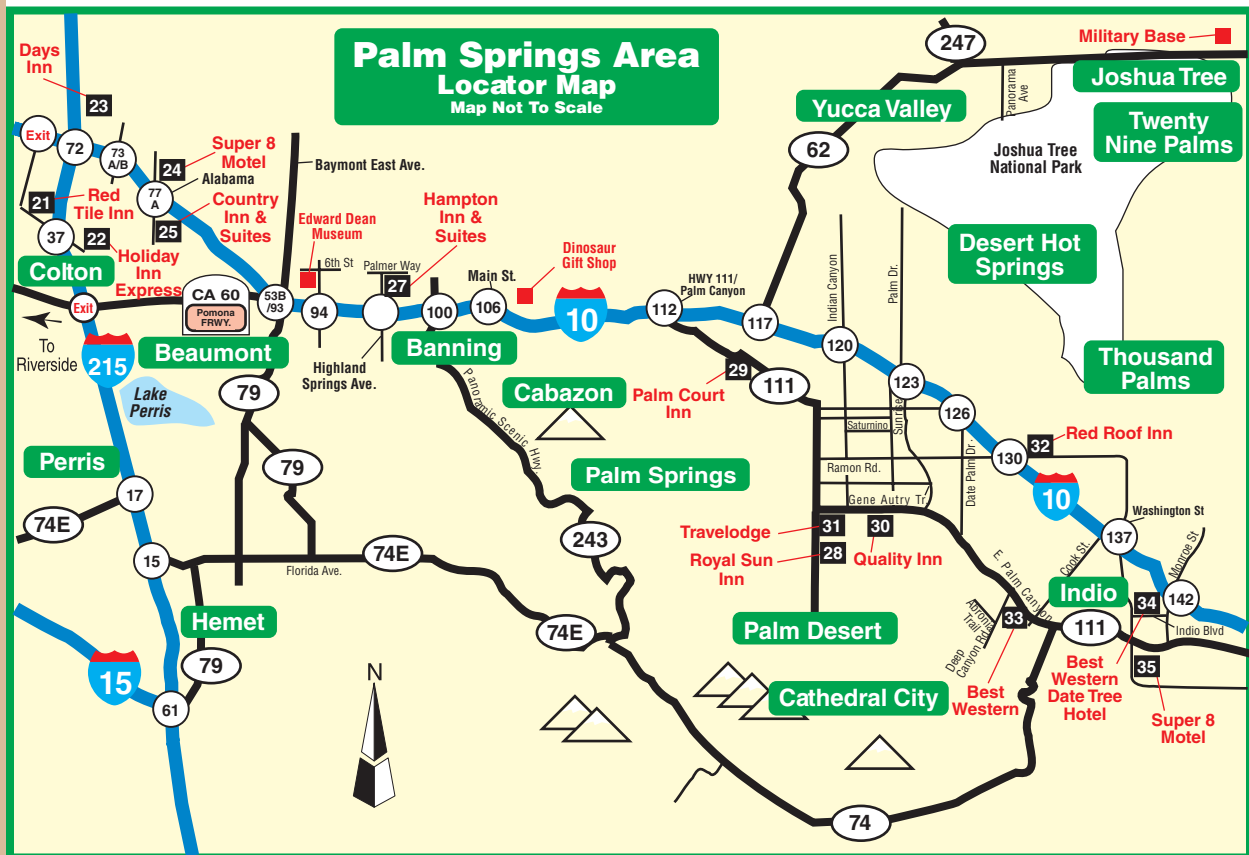 Palm Springs Area
Locator Map
Map Not To Scale
247
Military Base
Joshua Tree
Twenty
Nine Palms
Panorama
Ave
Yucca Valley
62
Joshua Tree
National Park
Desert Hot
Springs
Thousand
Palms
Days
Inn
23
Exit
72
73
A/B
24
Super 8
Motel
Alabama
77
A
21
Red
Tile Inn
25
Country
Inn &
Suites
37
22
Holiday
Inn
Express
Colton
Baymont East Ave.
Edward Dean
Museum
6th St
Palmer Way
Hampton
Inn &
Suites
27
Main St.
Dinosaur
Gift Shop
HWY 111/
Palm Canyon
Indian Canyon
Palm Dr.
Exit
CA 60
Pomona
FRWY.
53B
/93
94
100
106
10
112
117
120
123
126
130
To
Riverside
215
Beaumont
Highland
Springs Ave.
Banning
Lake
Perris
79
Panoramic Scenic Hwy.
Cabazon
29
Palm Court
Inn
111
Saturnino
Sunrise
Date Palm Dr.
32
Red Roof Inn
Perris
79
Palm Springs
Ramon Rd.
Gene Autry Tr.
10
17
74E
243
Travelodge
31
30
Royal Sun
Inn
28
Quality Inn
Washington St
137
15
Florida Ave.
74E
E. Palm Canyon
Cook St.
Monroe St
Indio
34
142
Hemet
74E
Palm Desert
Abronia
Trail
Deep
Canyon Rd.
33
111
Indio Blvd
15
79
61
N
Cathedral City
Best
Western
Best
Western
Date Tree
Hotel
35
Super 8
Motel
74